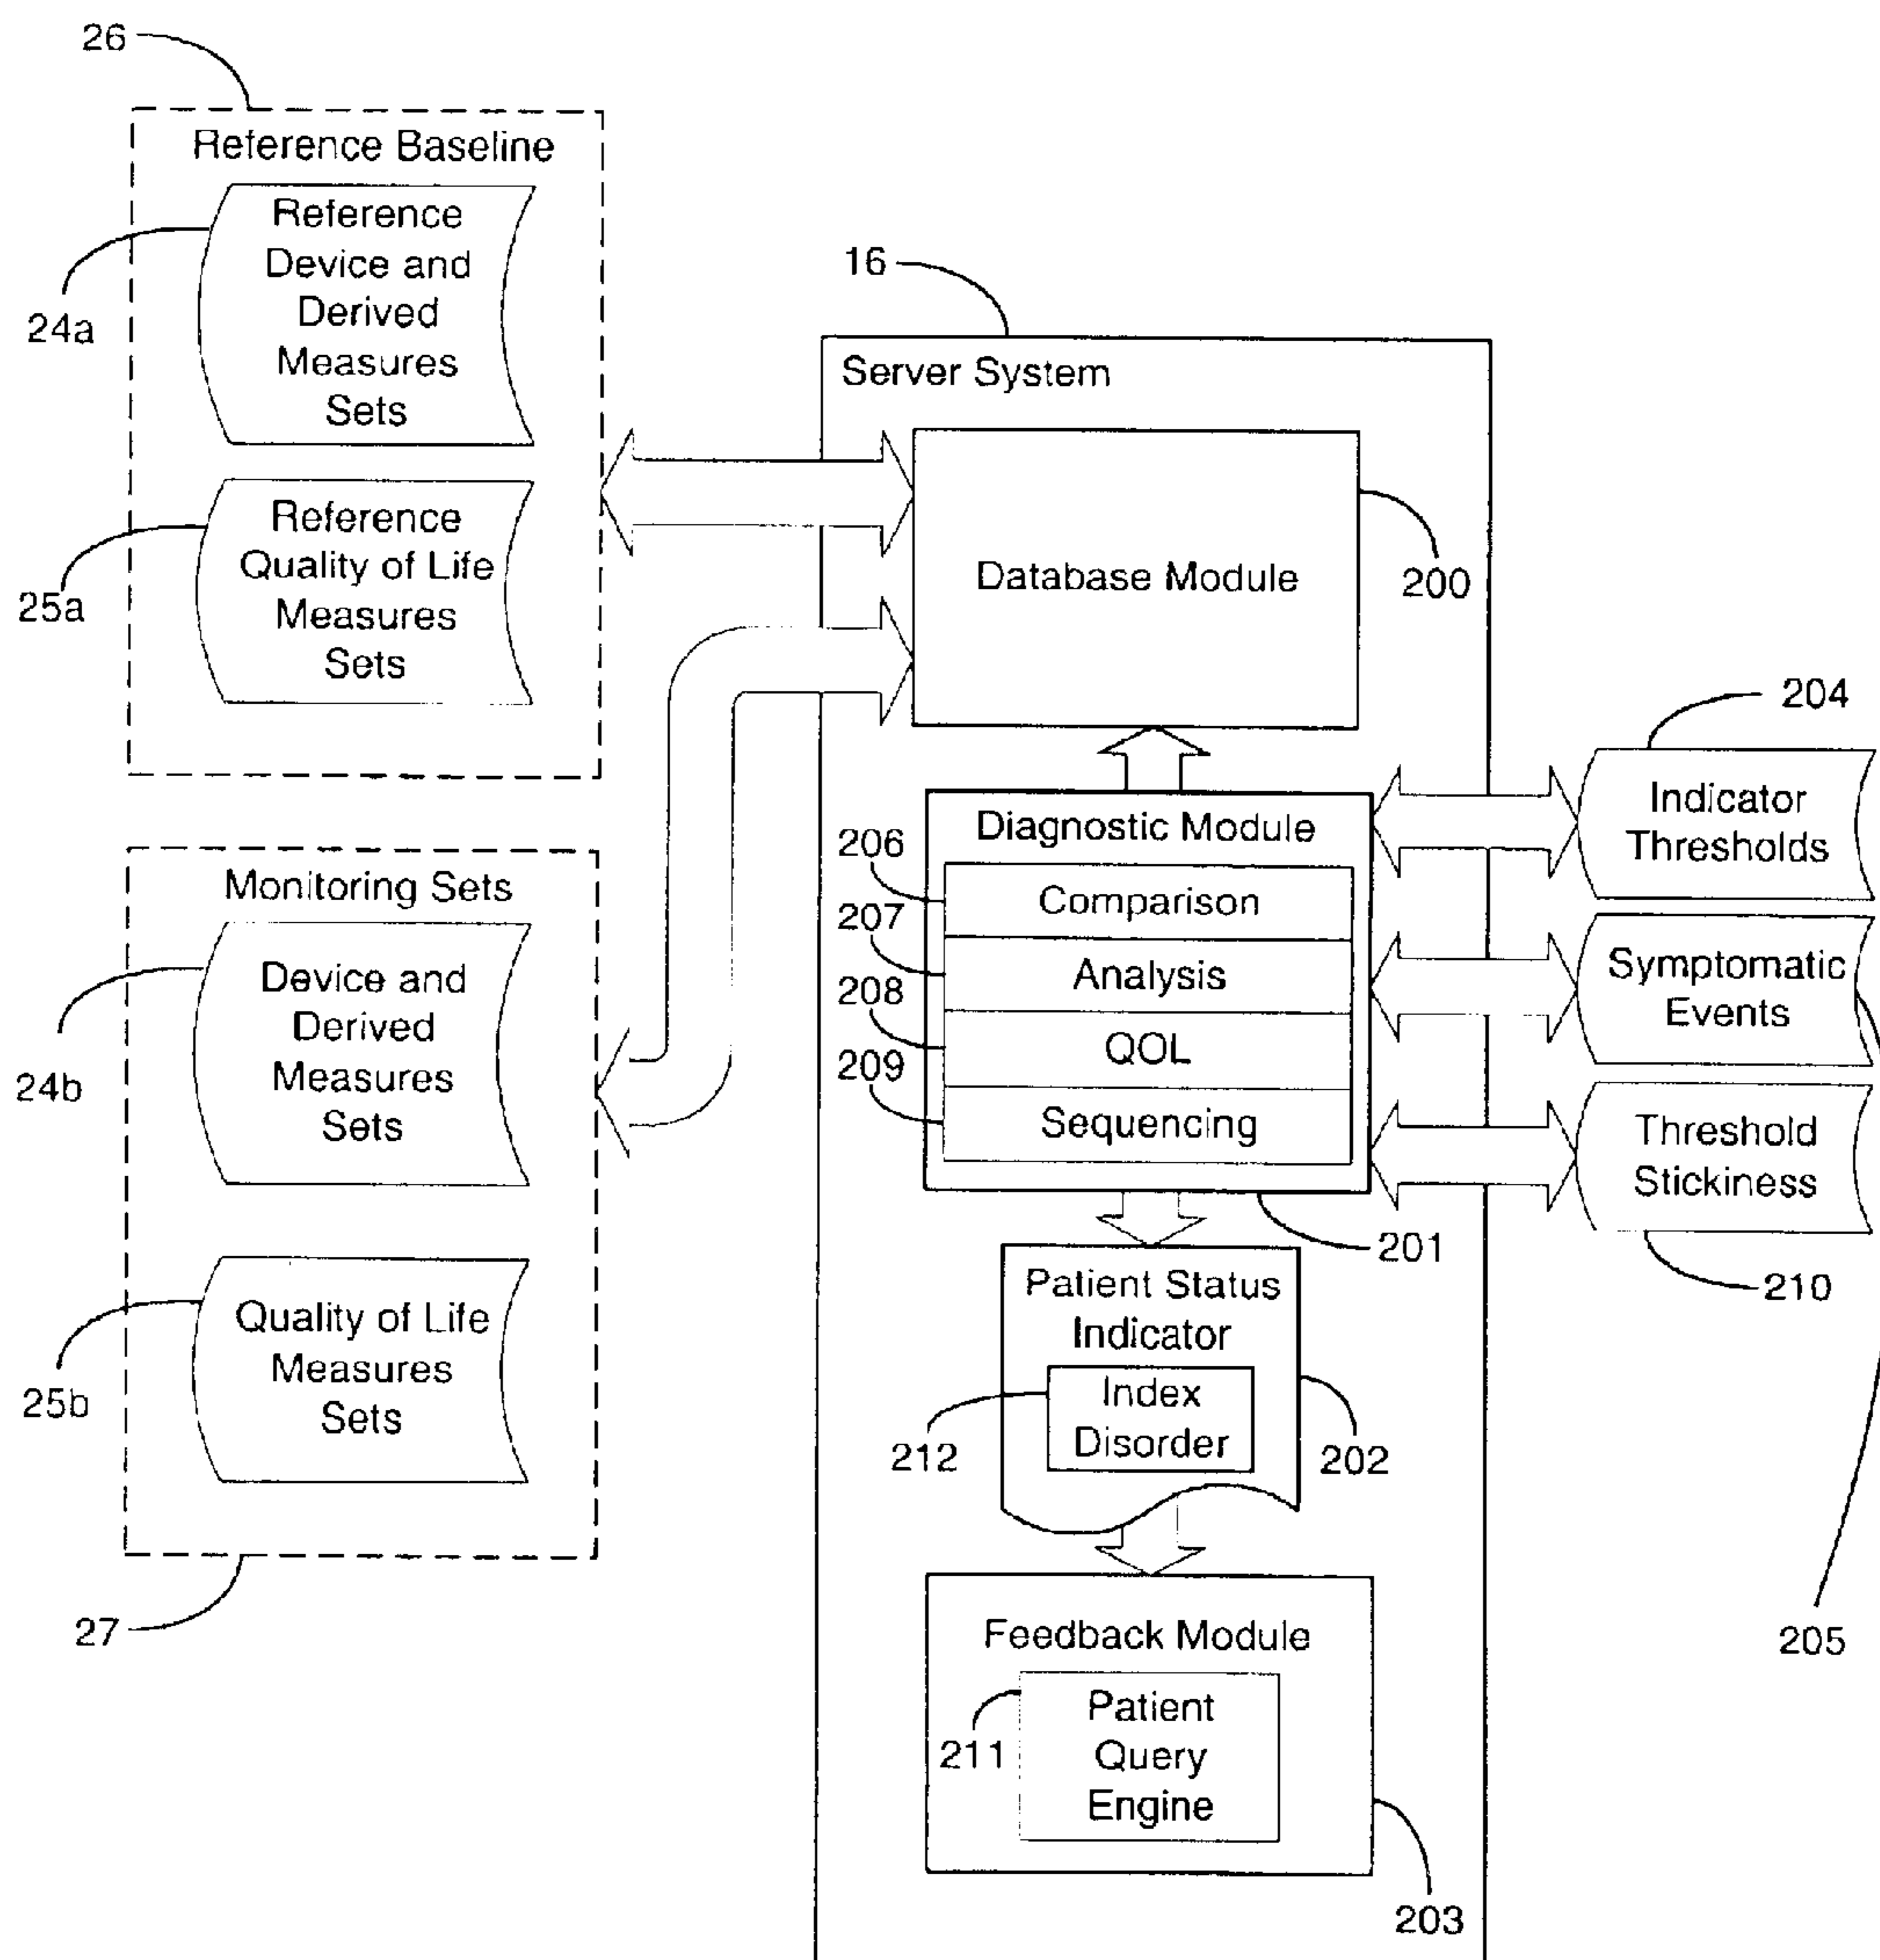 26
Reference Baseline
Reference
Device and
Derived
Measures
Sets
24a
Reference
Quality of Life
Measures
Sets
25a
16
Server System
Database Module
200
204
Indicator
Thresholds
Diagnostic Module
206
Comparison
207
Analysis
208
QOL
209
Sequencing
Symptomatic
Events
Threshold
Stickiness
201
210
Monitoring Sets
Device and
Derived
Measures
Sets
24b
Quality of Life
Measures
Sets
25b
27
Patient Status
Indicator
Index
Disorder
212
202
205
Feedback Module
Patient
Query
Engine
211
203